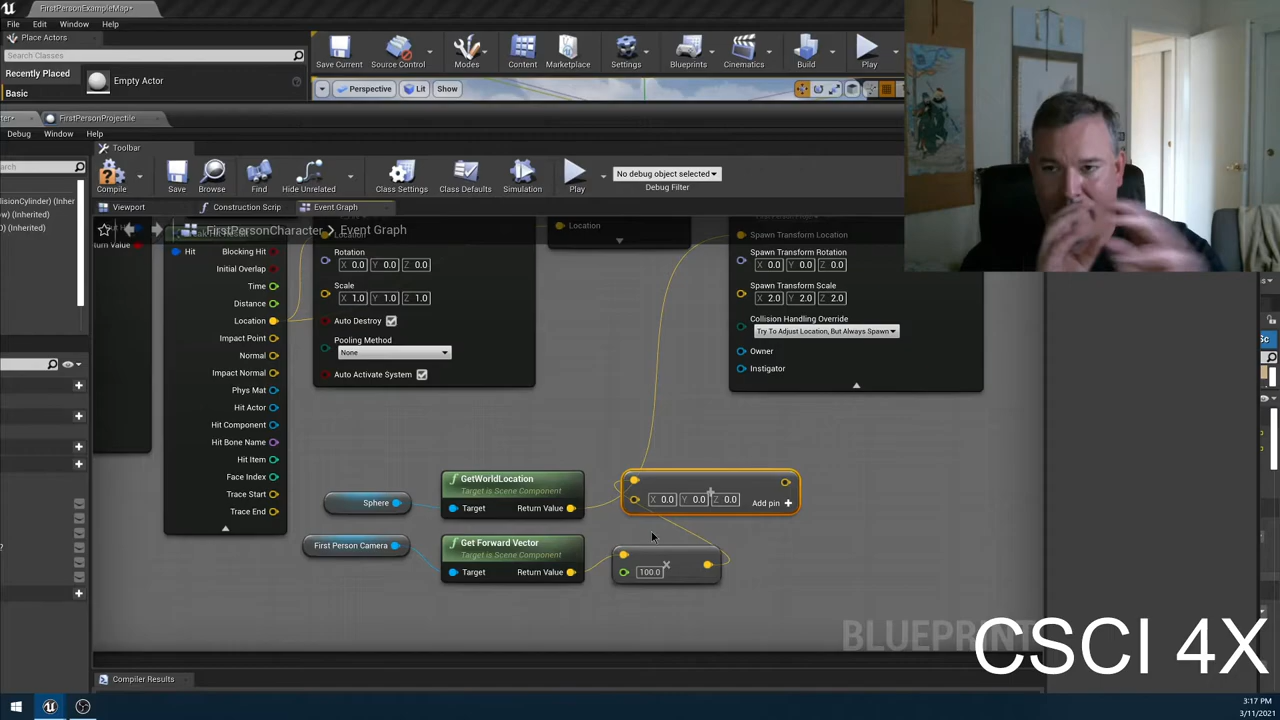 FirstPersonExampleMap*
File Edit Window Help
Place Actors
Search Classes
Recently Placed
Basic
Empty Actor
Save Current
Source Control
Modes
Content
Marketplace
Settings
Blueprints
Cinematics
Build
Play
Perspective
Lit
Show
FirstPersonProjectile
Debug Window Help
Toolbar
Compile
Save
Browse
Find
Hide Unrelated
Class Settings
Class Defaults
Simulation
Play
No debug object selected
Debug Filter
Viewport
Construction Scrip
Event Graph
FirstPersonCharacter > Event Graph
(Inherited)
(Inherited)
Hit
Blocking Hit
Initial Overlap
Time
Distance
Location
Impact Point
Normal
Impact Normal
Phys Mat
Hit Actor
Hit Component
Hit Bone Name
Hit Item
Face Index
Trace Start
Trace End
Location
Rotation
X 0.0 Y 0.0 Z 0.0
Scale
X 1.0 Y 1.0 Z 1.0
Auto Destroy
Pooling Method
None
Auto Activate System
Location
Spawn Transform Location
Spawn Transform Rotation
X 0.0 Y 0.0 Z 0.0
Spawn Transform Scale
X 2.0 Y 2.0 Z 2.0
Collision Handling Override
Try To Adjust Location, But Always Spawn
Owner
Instigator
Sphere
GetWorldLocation
Target is Scene Component
Target
Return Value
X 0.0 Y 0.0 Z 0.0
Add pin +
First Person Camera
Get Forward Vector
Target is Scene Component
Target
Return Value
100.0
BLUEPRINT
CSCI 4X
Compiler Results
3:17 PM
3/11/2021